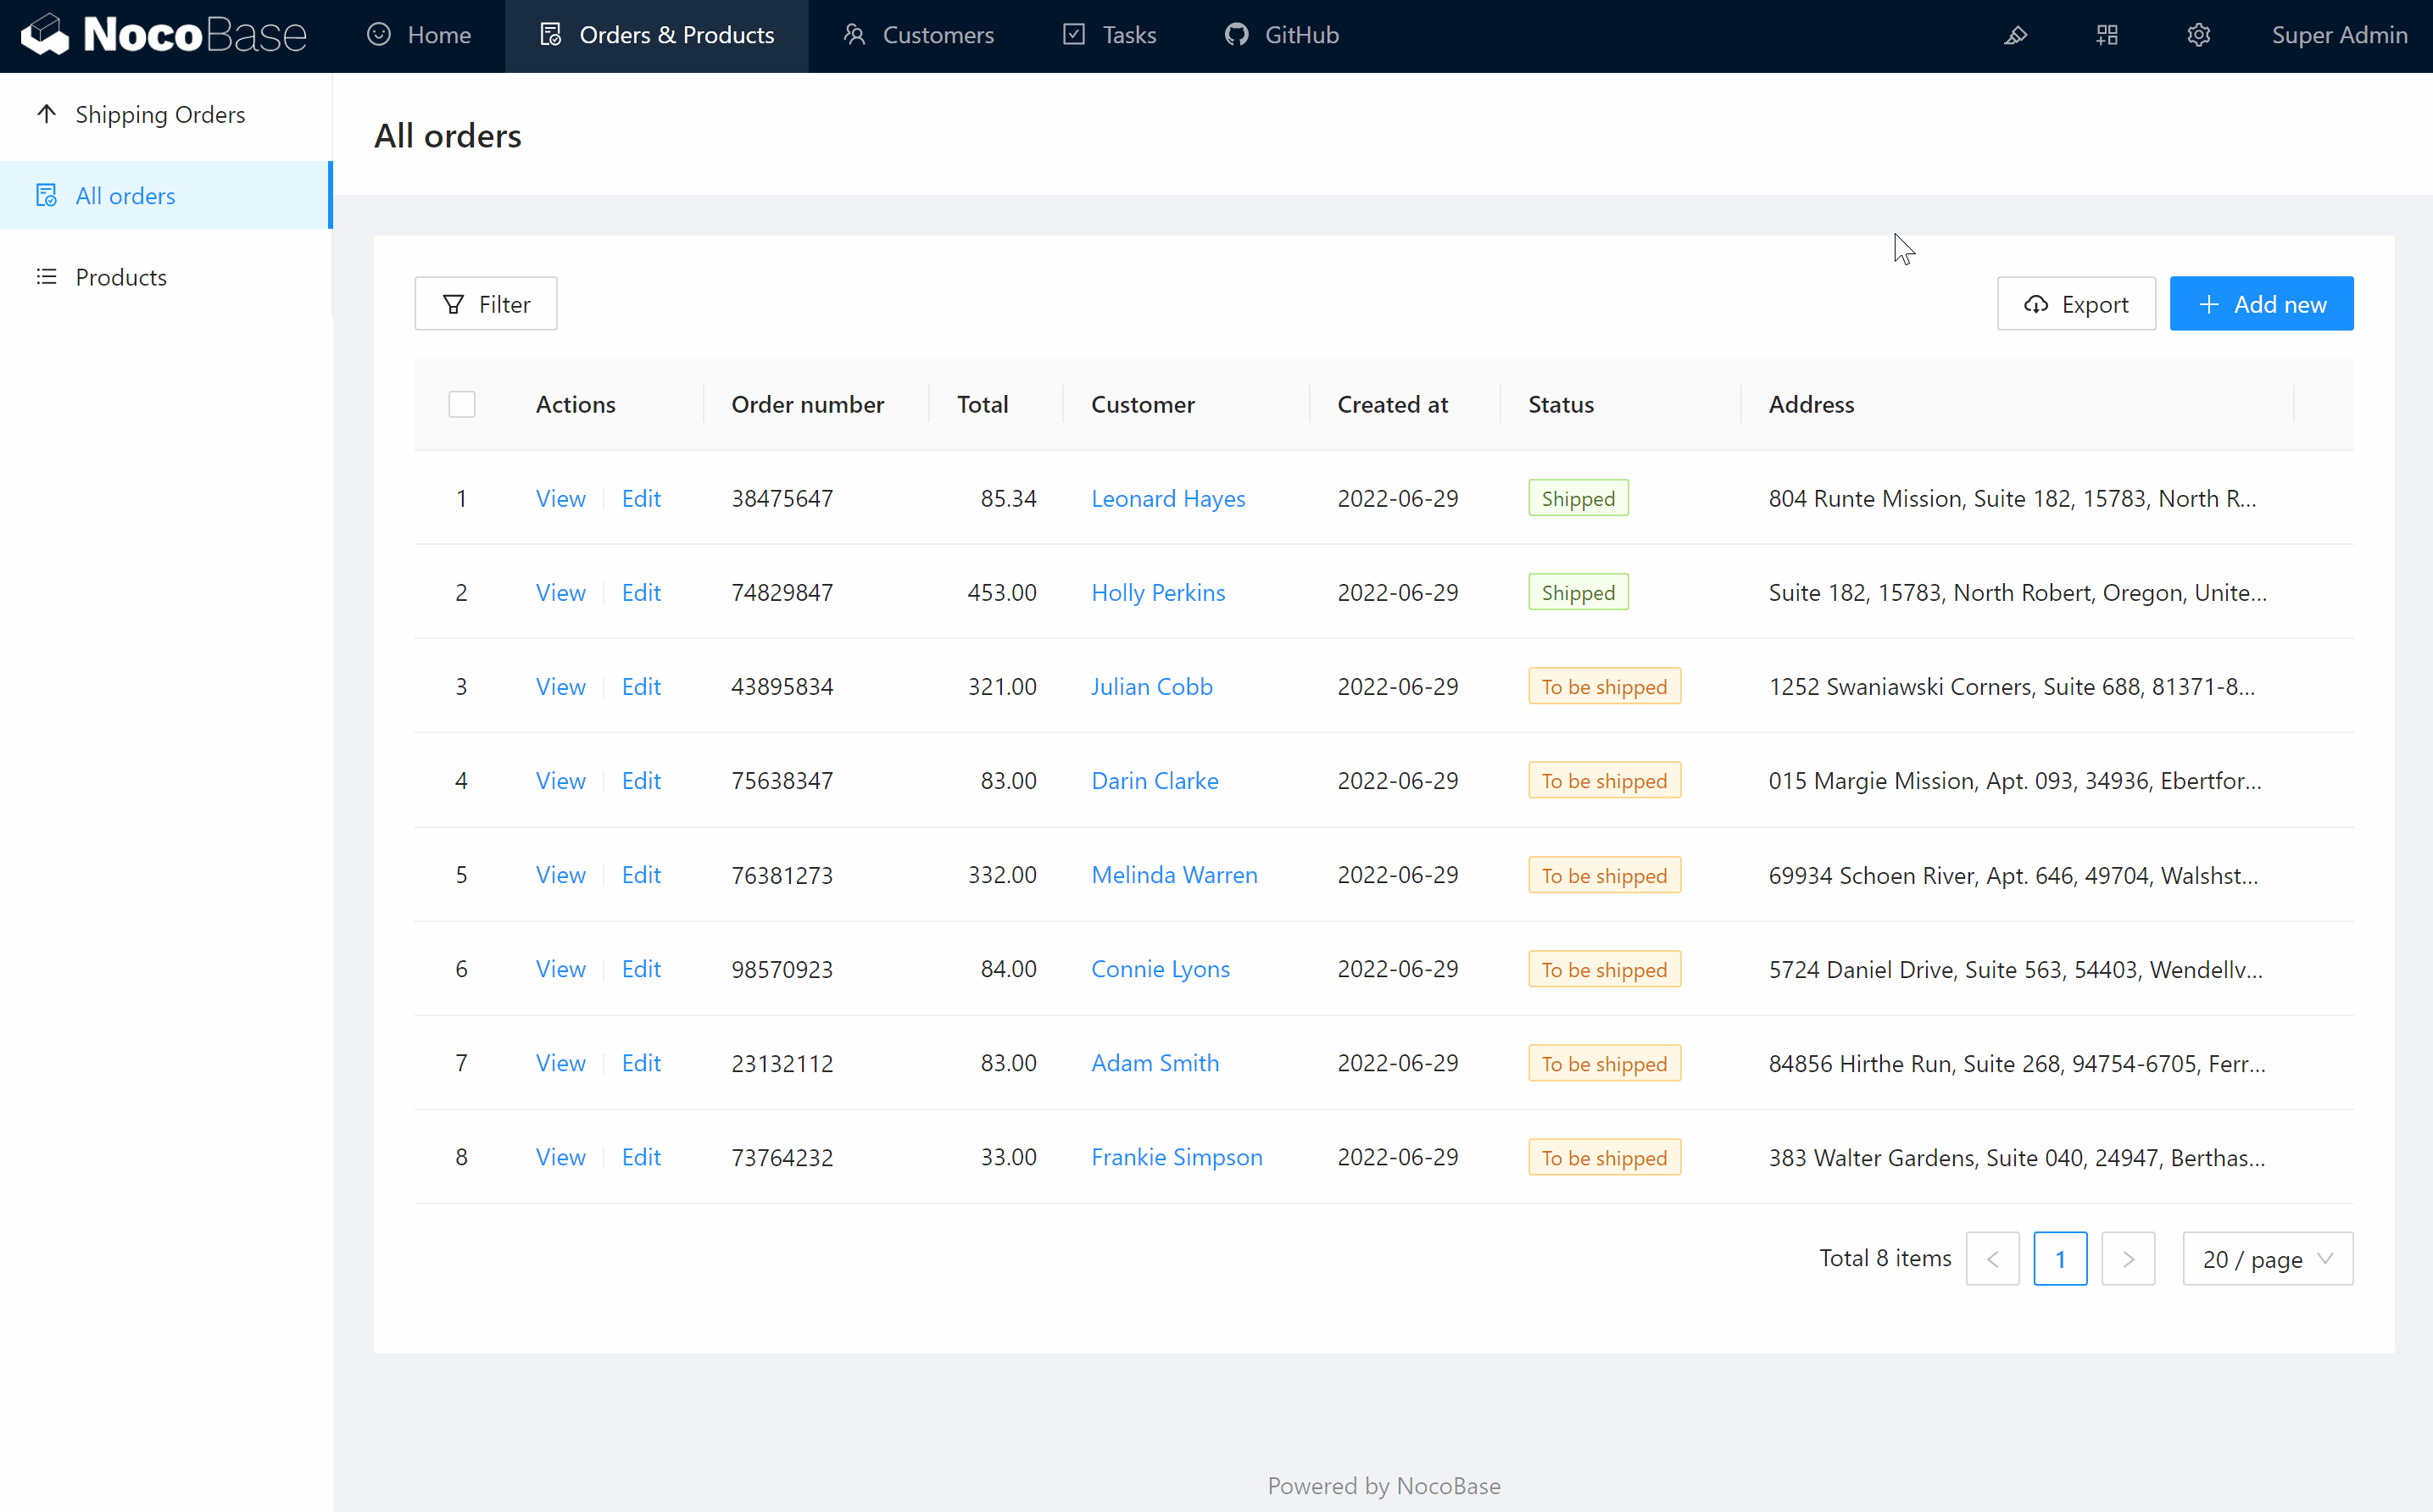 NocoBase Home Orders & Products Customers Tasks GitHub Super Admin
Shipping Orders
All orders
Products
All orders
Filter Export Add new
Actions Order number Total Customer Created at Status Address
1 View Edit 38475647 85.34 Leonard Hayes 2022-06-29 Shipped 804 Runte Mission, Suite 182, 15783, North R...
2 View Edit 74829847 453.00 Holly Perkins 2022-06-29 Shipped Suite 182, 15783, North Robert, Oregon, Unite...
3 View Edit 43895834 321.00 Julian Cobb 2022-06-29 To be shipped 1252 Swaniawski Corners, Suite 688, 81371-8...
4 View Edit 75638347 83.00 Darin Clarke 2022-06-29 To be shipped 015 Margie Mission, Apt. 093, 34936, Ebertfor...
5 View Edit 76381273 332.00 Melinda Warren 2022-06-29 To be shipped 69934 Schoen River, Apt. 646, 49704, Walshst...
6 View Edit 98570923 84.00 Connie Lyons 2022-06-29 To be shipped 5724 Daniel Drive, Suite 563, 54403, Wendellv...
7 View Edit 23132112 83.00 Adam Smith 2022-06-29 To be shipped 84856 Hirthe Run, Suite 268, 94754-6705, Ferr...
8 View Edit 73764232 33.00 Frankie Simpson 2022-06-29 To be shipped 383 Walter Gardens, Suite 040, 24947, Berthas...
Total 8 items < 1 > 20 / page
Powered by NocoBase